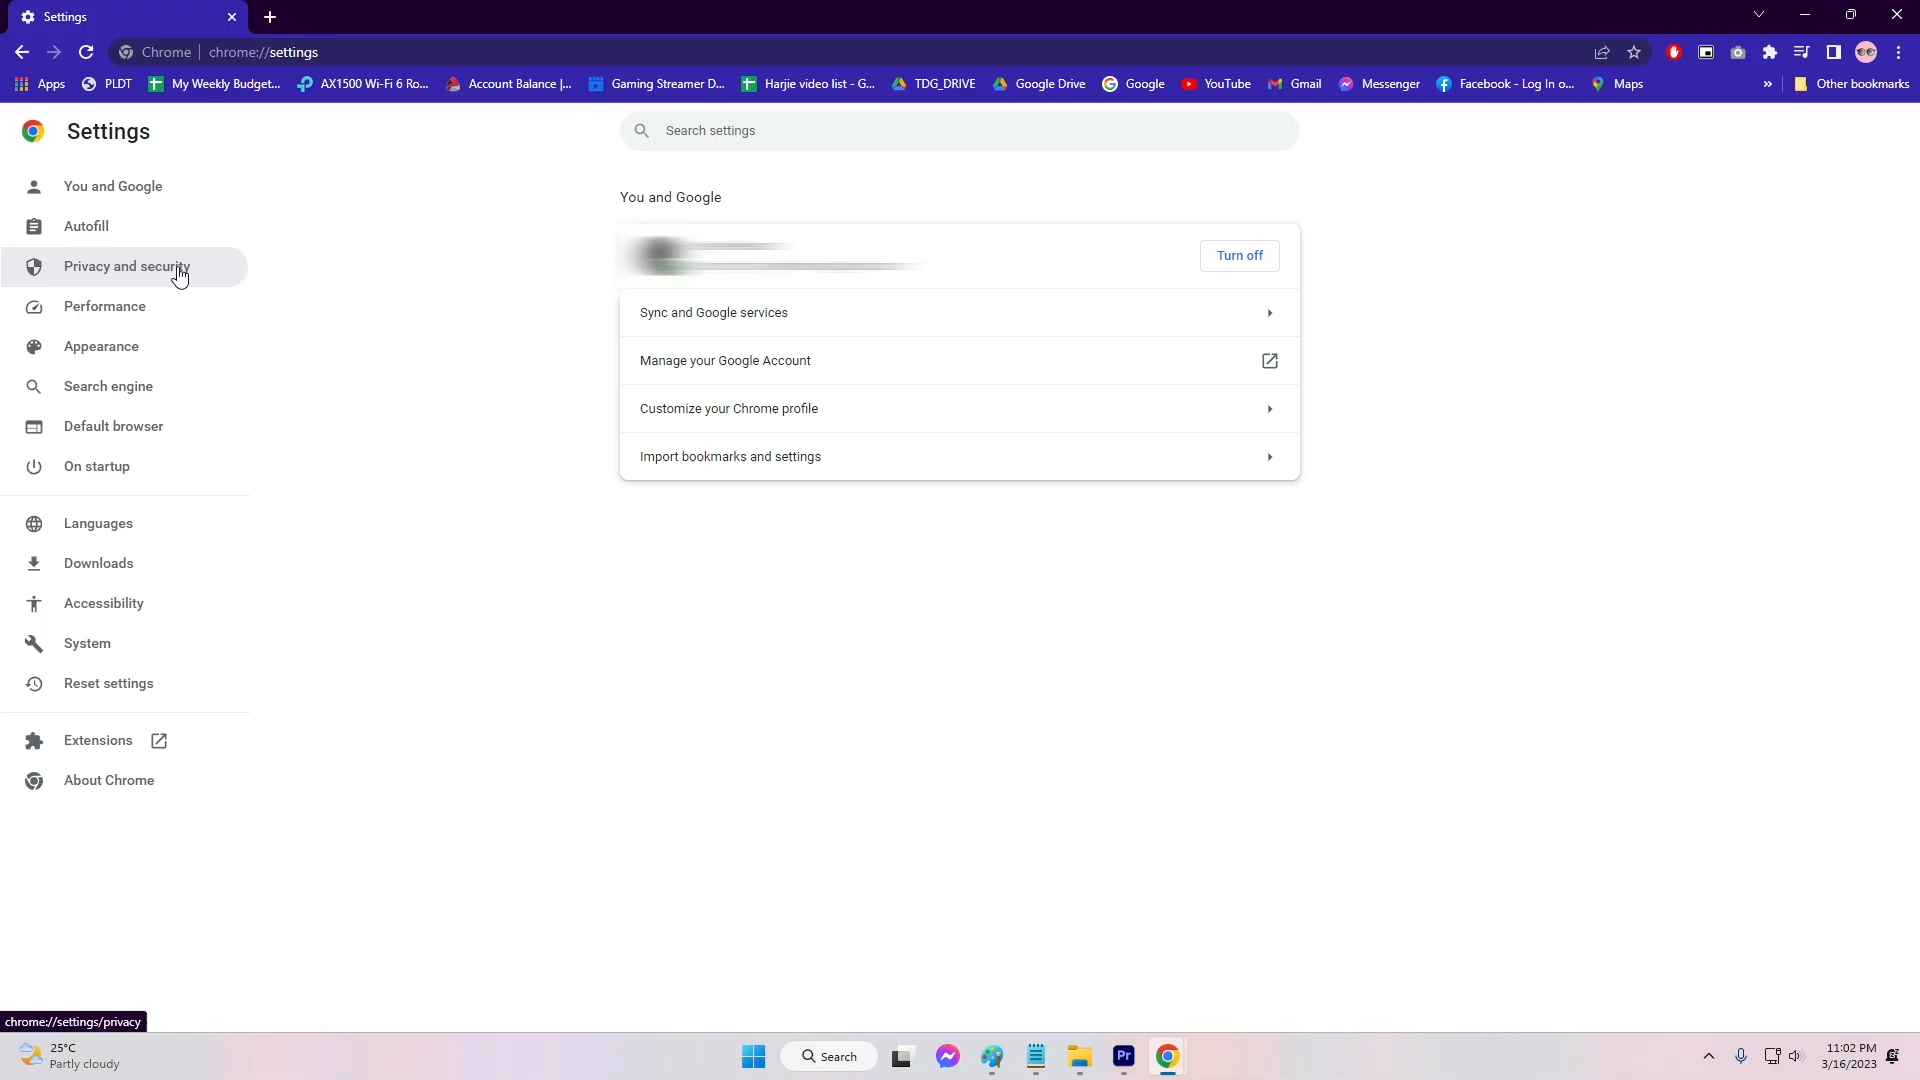 Settings
Chrome
chrome://settings
Apps
PLDT
My Weekly Budget...
AX1500 Wi-Fi 6 Ro...
Account Balance |...
Gaming Streamer D...
Harjie video list - G...
TDG_DRIVE
Google Drive
Google
YouTube
Gmail
Messenger
Facebook - Log In o...
Maps
»
Other bookmarks
Settings
Search settings
You and Google
Autofill
Privacy and security
Performance
Appearance
Search engine
Default browser
On startup
Languages
Downloads
Accessibility
System
Reset settings
Extensions
About Chrome
You and Google
Turn off
Sync and Google services
Manage your Google Account
Customize your Chrome profile
Import bookmarks and settings
chrome://settings/privacy
25°C
Partly cloudy
Search
Pr
11:02 PM
3/16/2023